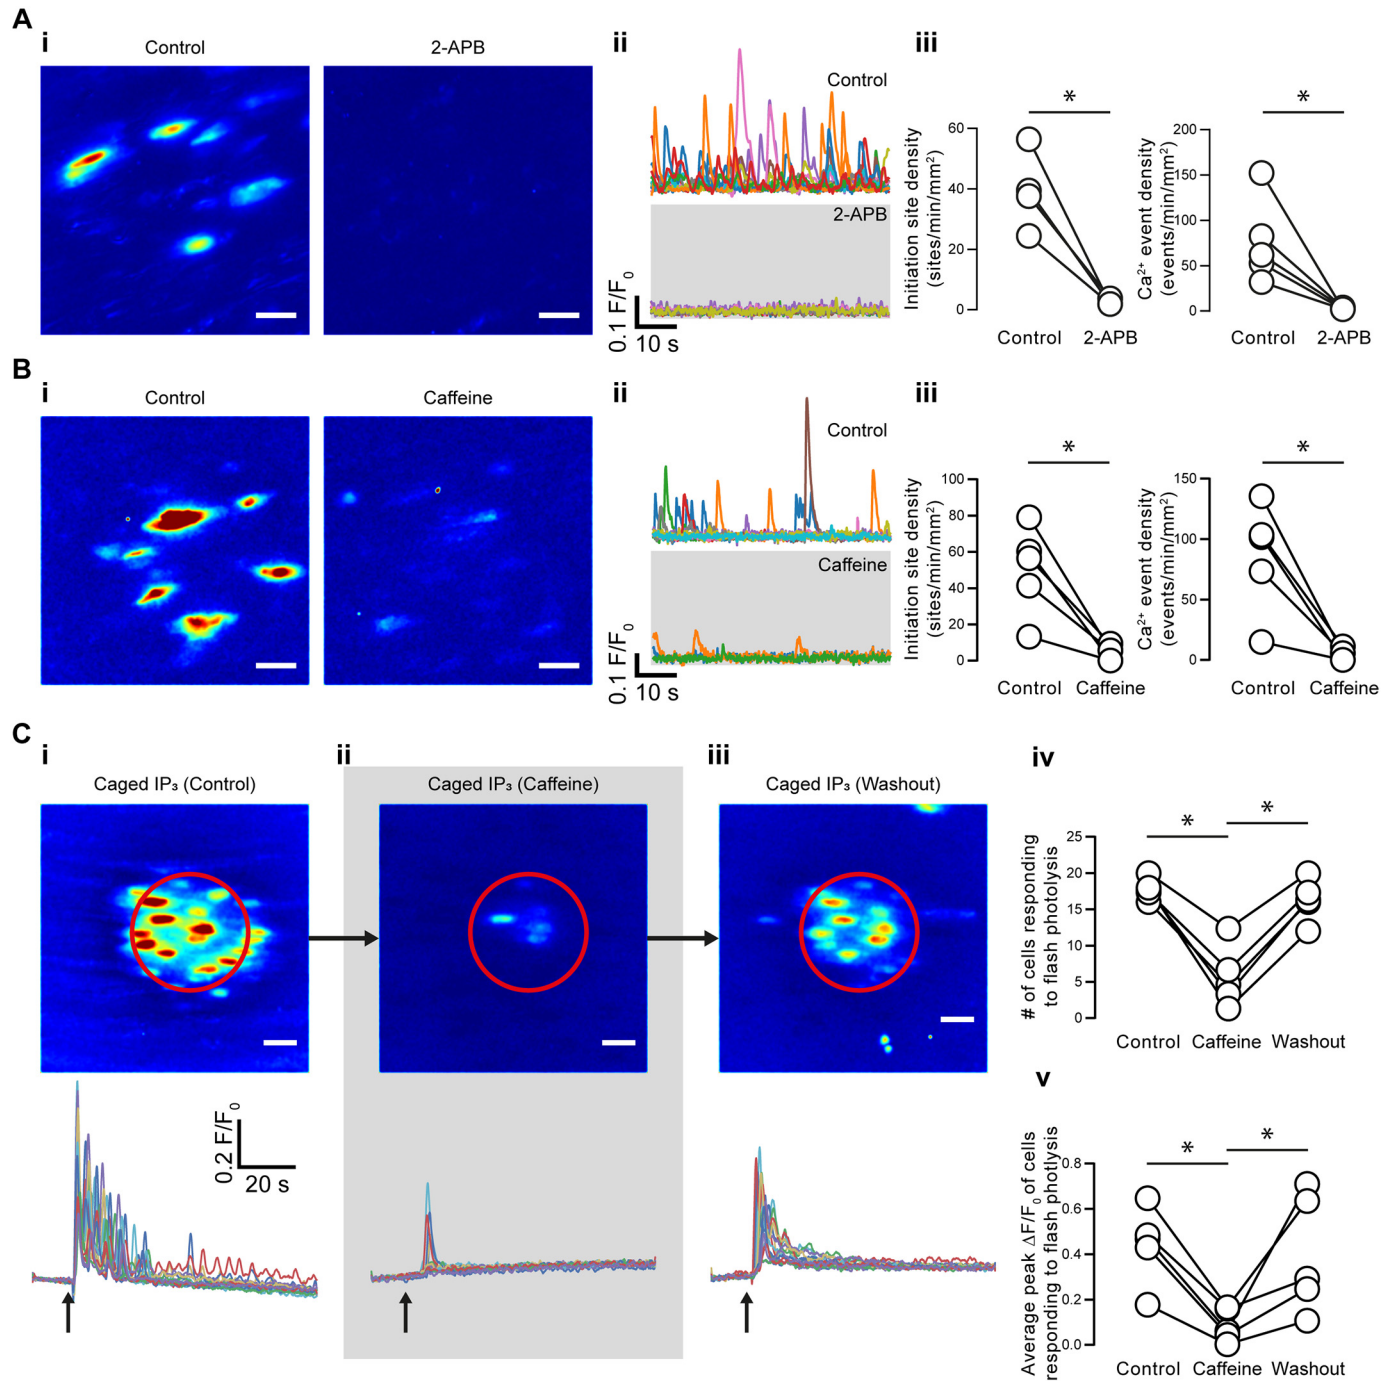 A
i
Control
2-APB
ii
Control
2-APB
0.1 F/F0
10 s
iii
*
Initiation site density
(sites/min/mm²)
60
40
20
0
Control
2-APB
*
Ca²⁺ event density
(events/min/mm²)
200
150
100
50
0
Control
2-APB
B
i
Control
Caffeine
ii
Control
Caffeine
0.1 F/F0
10 s
iii
*
Initiation site density
(sites/min/mm²)
100
80
60
40
20
0
Control
Caffeine
*
Ca²⁺ event density
(events/min/mm²)
150
100
50
0
Control
Caffeine
C
i
Caged IP₃ (Control)
0.2 F/F0
20 s
ii
Caged IP₃ (Caffeine)
iii
Caged IP₃ (Washout)
iv
*
*
# of cells responding
to flash photolysis
25
20
15
10
5
0
Control
Caffeine
Washout
v
*
*
Average peak ΔF/F0 of cells
responding to flash photlysis
0.8
0.6
0.4
0.2
0.0
Control
Caffeine
Washout